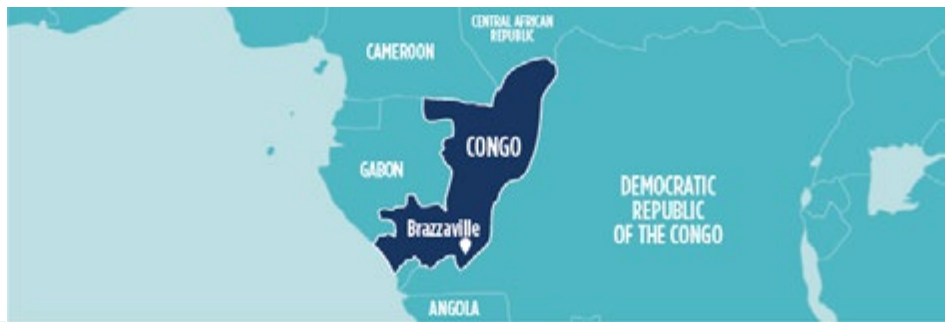 CENTRAL AFRICAN
REPUBLIC
CAMEROON
CONGO
GABON
DEMOCRATIC
REPUBLIC
OF THE CONGO
Brazzaville
ANGOLA